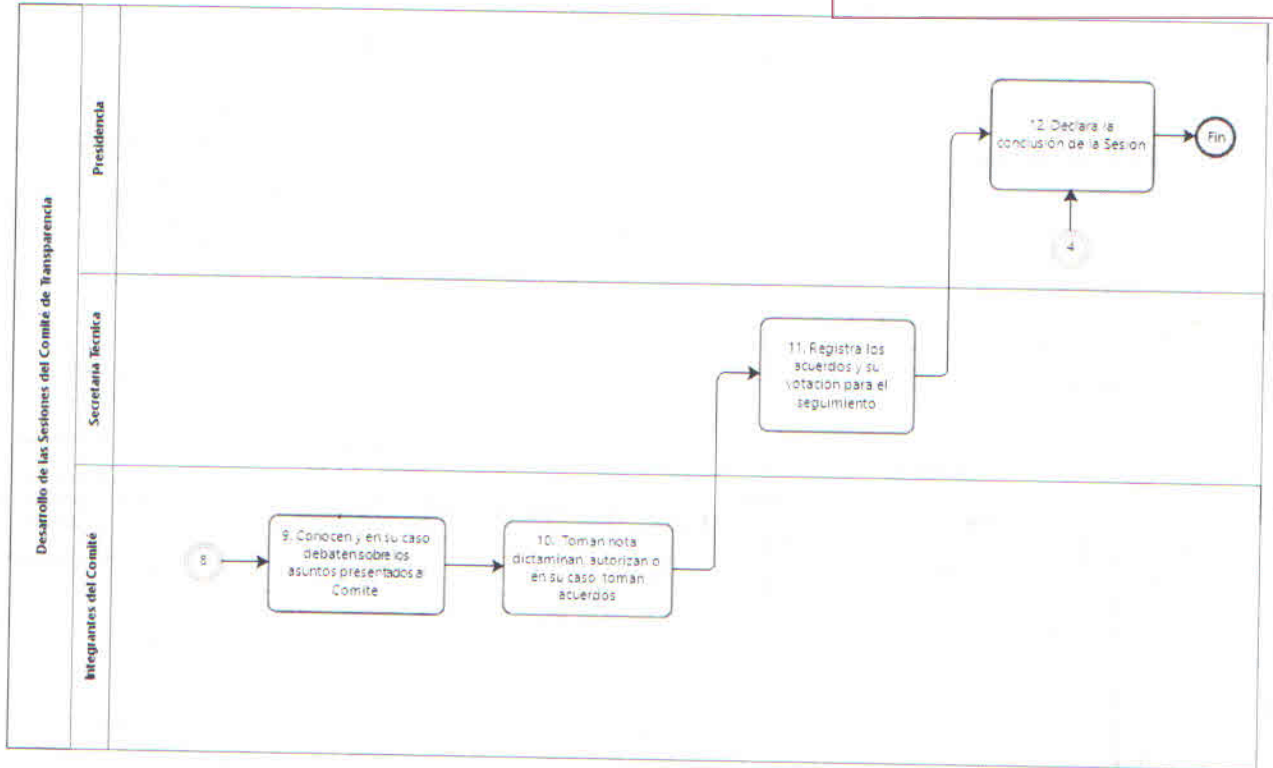 Desarrollo de las Sesiones del Comité de Transparencia
Presidencia
12. Declara la
conclusión de la Sesion
Fin
4
Secretaria Tecnica
11. Registra los
acuerdos y su
votación para el
seguimiento
Integrantes del Comité
8
9. Conocen y en su caso
debaten sobre los
asuntos presentados al
Comite
10. Toman nota
dictaminan, autorizan o
en su caso, toman
acuerdos